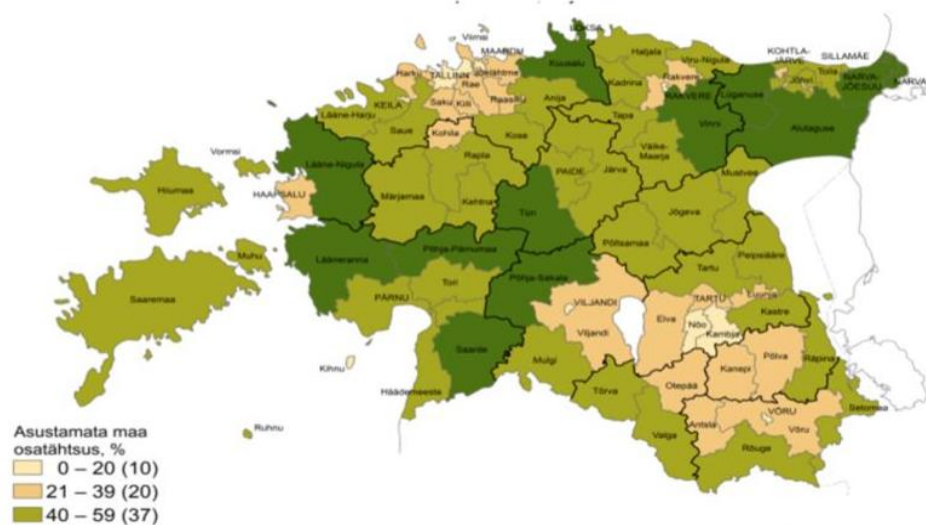 LOKSA
Viimsi
MAARDU
Harku
TALLINN
Jõelähtme
Rae
Kuusalu
Haljala
Viru-Nigula
KOHTLA-
JÄRVE
SILLAMÄE
Toila
Jõhvi
NARVA-
JÕESUU
NARVA
Kadrina
Rakvere
RAKVERE
Lüganuse
Alutaguse
Vinni
KEILA
Saku
Kiili
Raasiku
Anija
Lääne-Harju
Saue
Kohila
Kose
Tapa
Väike-
Maarja
Vormsi
Lääne-Nigula
Rapla
PAIDE
Järva
Mustvee
Hiiumaa
HAAPSALU
Märjamaa
Kehtna
Türi
Jõgeva
Põltsamaa
Peipsiääre
Muhu
Lääneranna
Põhja-Pärnumaa
Põhja-Sakala
Tartu
Saaremaa
PÄRNU
Tori
VILJANDI
Viljandi
TARTU
Luunja
Elva
Nõo
Kambja
Kastre
Kihnu
Saarde
Mulgi
Otepää
Kanepi
Põlva
Räpina
Häädemeeste
Tõrva
Ruhnu
Valga
Antsla
VÕRU
Võru
Setomaa
Rõuge
Asustamata maa
osatähtsus, %
0 – 20 (10)
21 – 39 (20)
40 – 59 (37)